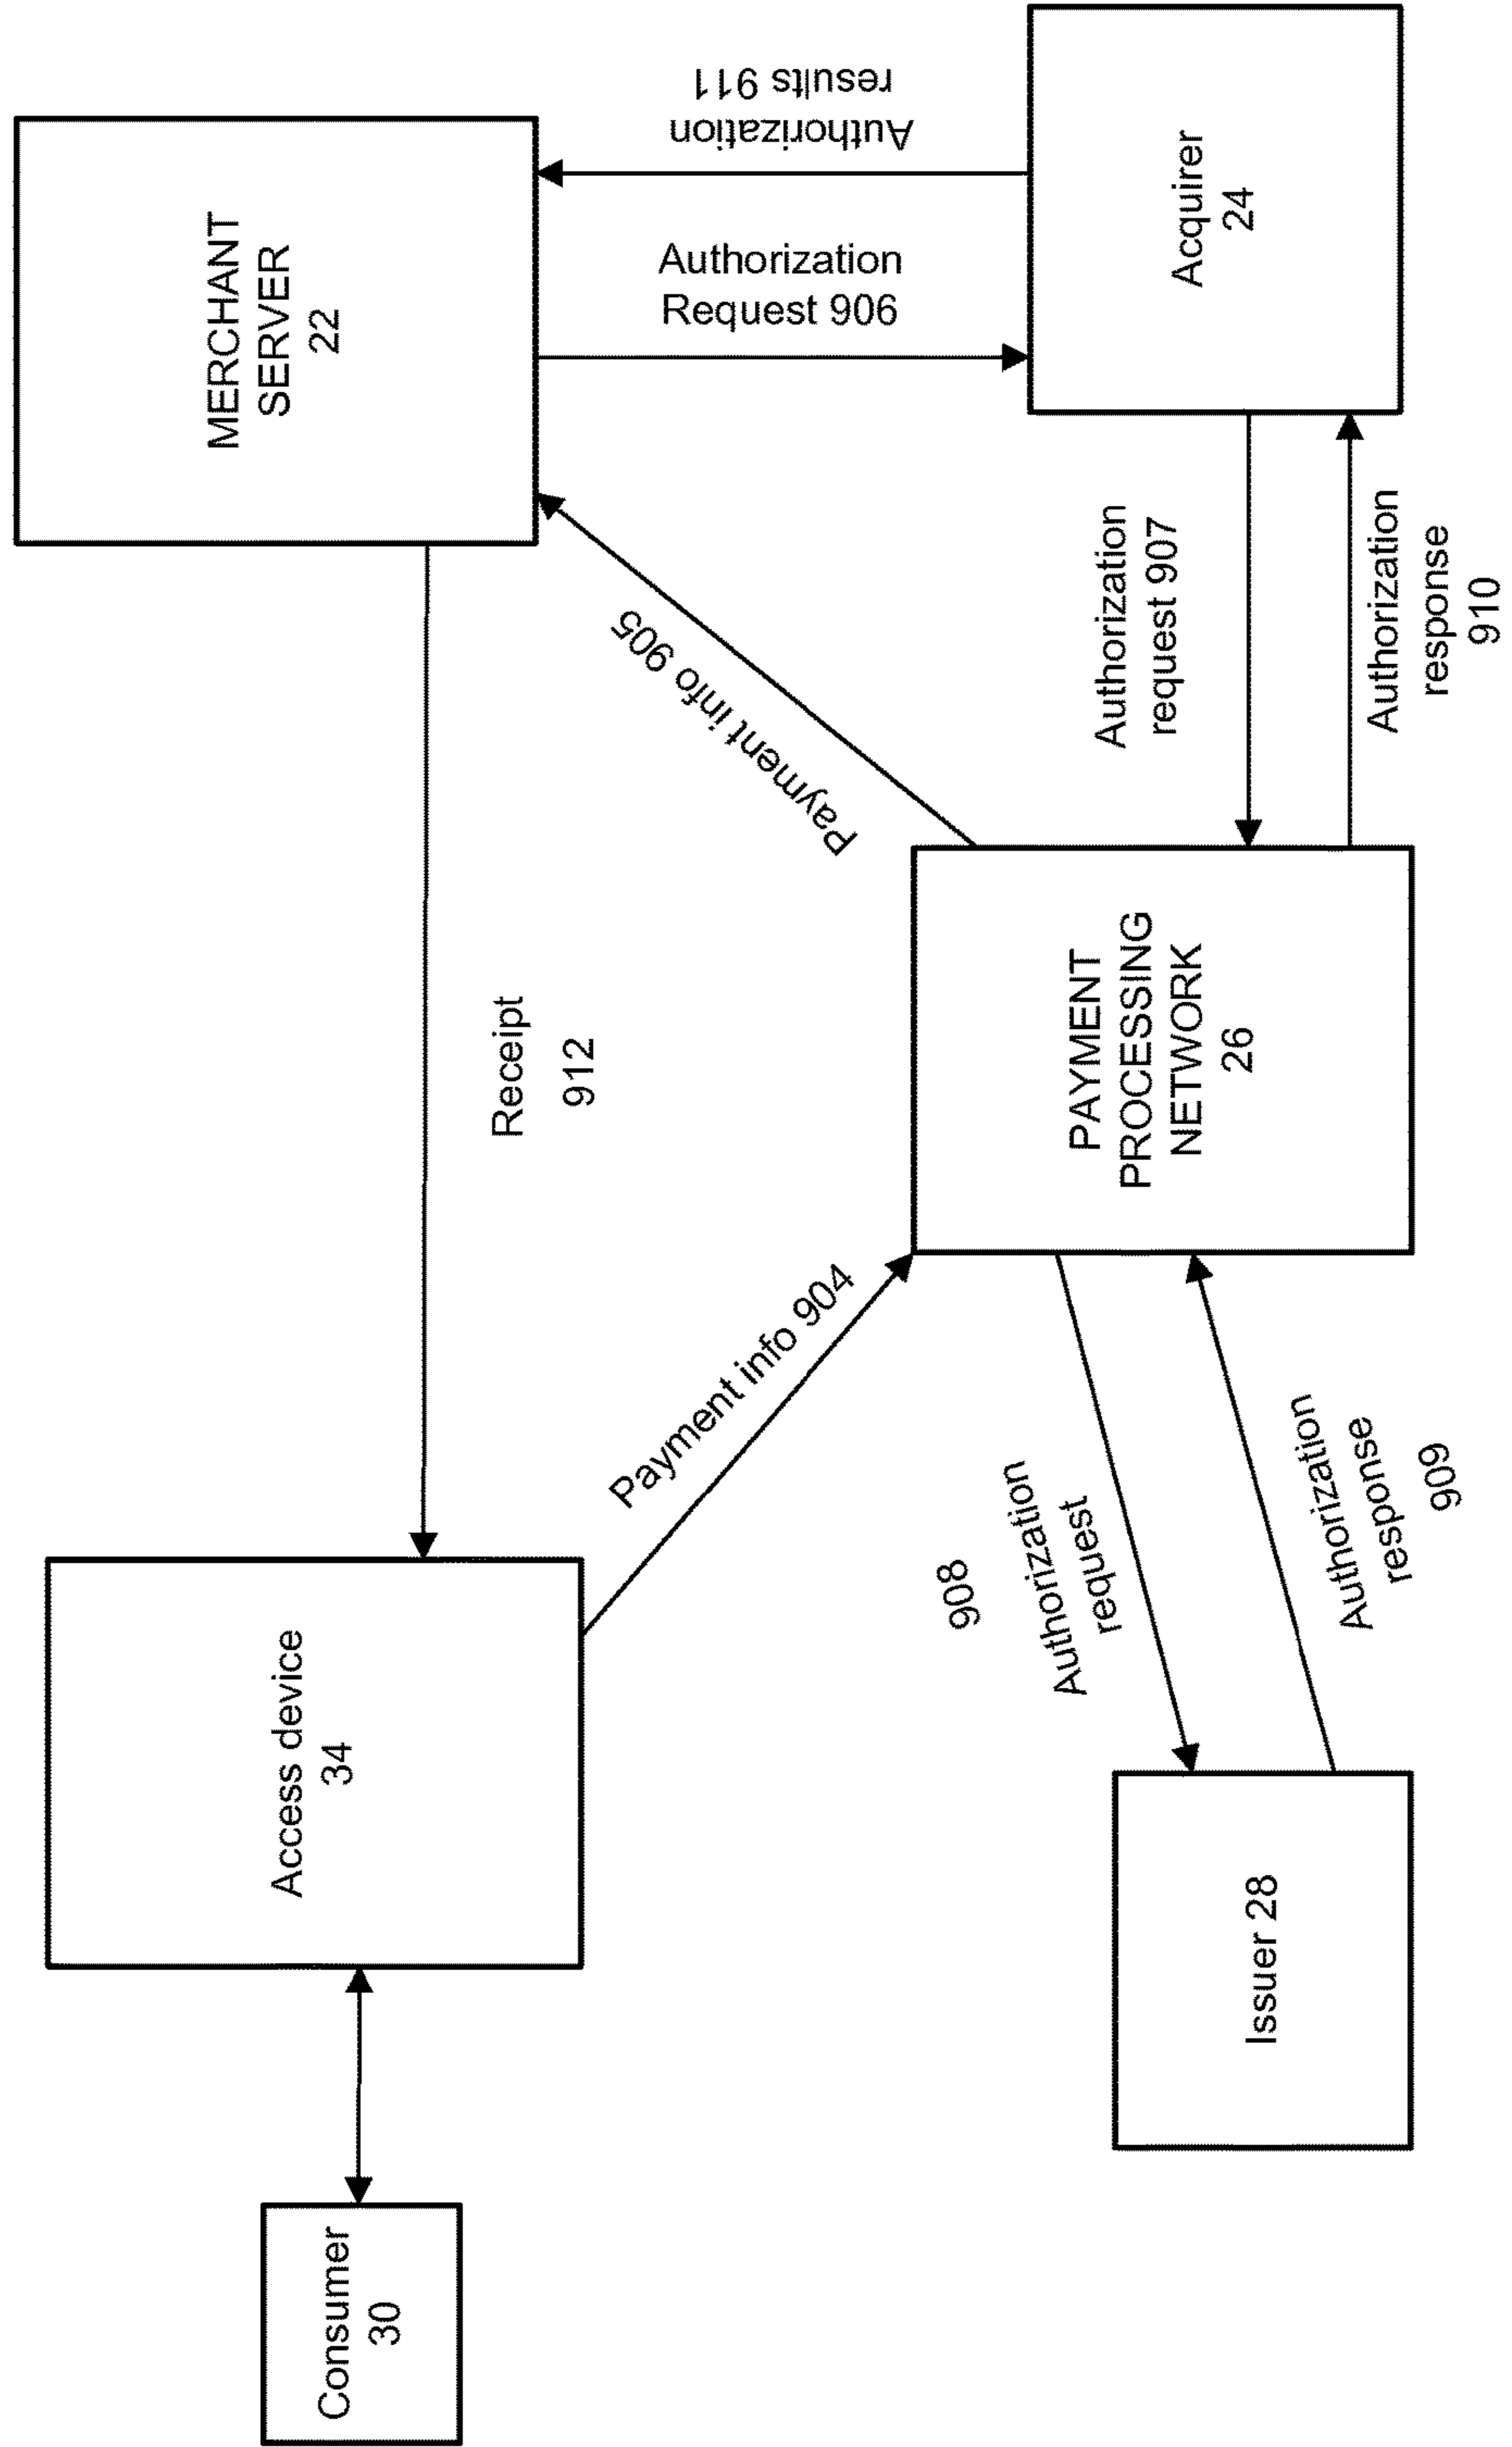 Consumer
30
Access device
34
MERCHANT
SERVER
22
Receipt
912
Payment info 904
Payment info 905
Authorization
Request 906
Authorization
results 911
908
Authorization
request
Authorization
response
909
PAYMENT
PROCESSING
NETWORK
26
Authorization
request 907
Authorization
response
910
Issuer 28
Acquirer
24